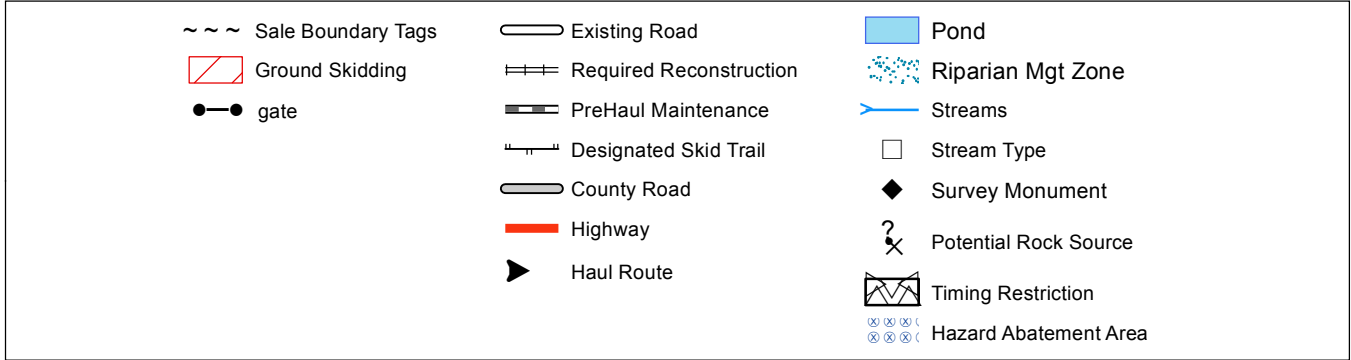 Sale Boundary Tags
Ground Skidding
gate
Existing Road
Required Reconstruction
PreHaul Maintenance
Designated Skid Trail
County Road
Highway
Haul Route
Pond
Riparian Mgt Zone
Streams
Stream Type
Survey Monument
?
Potential Rock Source
Timing Restriction
Hazard Abatement Area